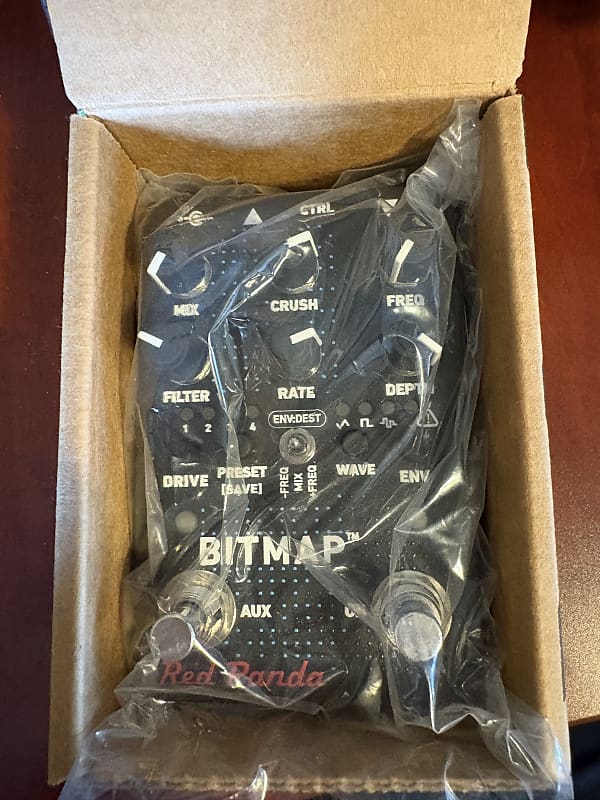 CTRL
MIX CRUSH FREQ
FILTER RATE DEPTH
1 2 4
ENV:DEST
DRIVE PRESET WAVE ENV
[SAVE]
-FREQ
MIX
+FREQ
BITMAP™
AUX
Red Panda